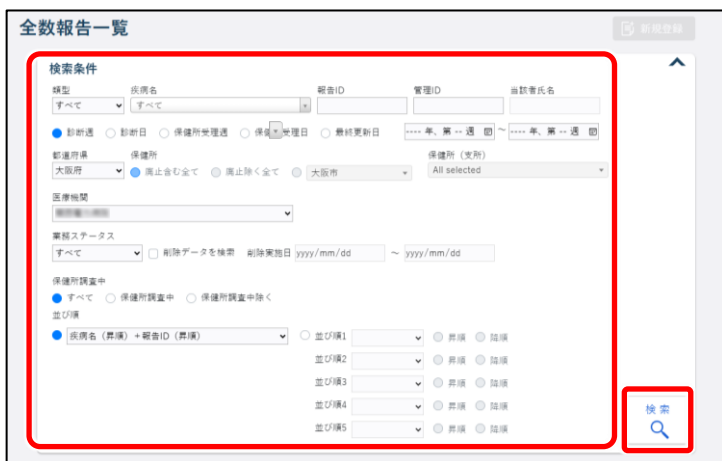 全数報告一覧
新規登録
検索条件
類型 疾病名 報告ID 管理ID 当該者氏名
すべて すべて
診断週 診断日 保健所受理週 保健 受理日 最終更新日 ---- 年、第 -- 週 ~ ---- 年、第 -- 週
都道府県 保健所 保健所（支所）
大阪府 廃止含む全て 廃止除く全て 大阪市 All selected
医療機関
業務ステータス
すべて 削除データを検索 削除実施日 yyyy/mm/dd ~ yyyy/mm/dd
保健所調査中
すべて 保健所調査中 保健所調査中除く
並び順
疾病名（昇順）+報告ID（昇順） 並び順1 昇順 降順
並び順2 昇順 降順
並び順3 昇順 降順
並び順4 昇順 降順
並び順5 昇順 降順
検索